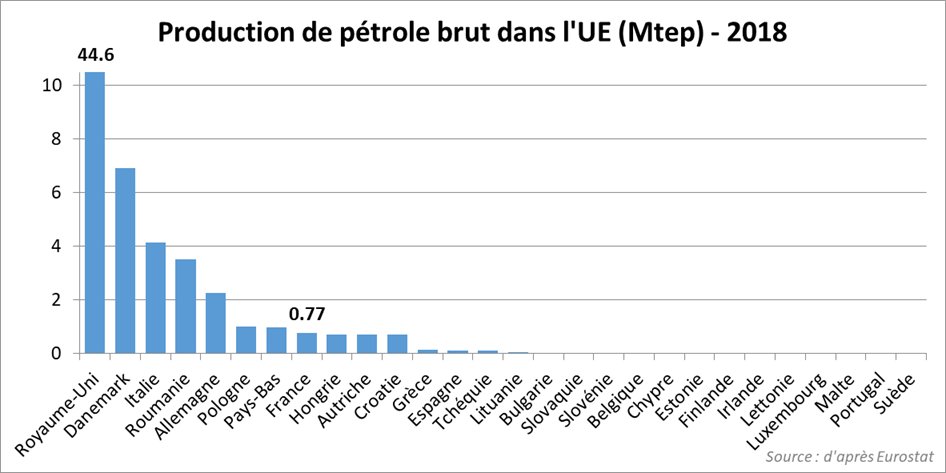 Production de pétrole brut dans l'UE (Mtep) - 2018
44.6
10
8
6
4
2
0
0.77
Royaume-Uni
Danemark
Italie
Roumanie
Allemagne
Pologne
Pays-Bas
France
Hongrie
Autriche
Croatie
Grèce
Espagne
Tchéquie
Lituanie
Bulgarie
Slovaquie
Slovénie
Belgique
Chypre
Estonie
Finlande
Irlande
Lettonie
Luxembourg
Malte
Portugal
Suède
Source : d'après Eurostat